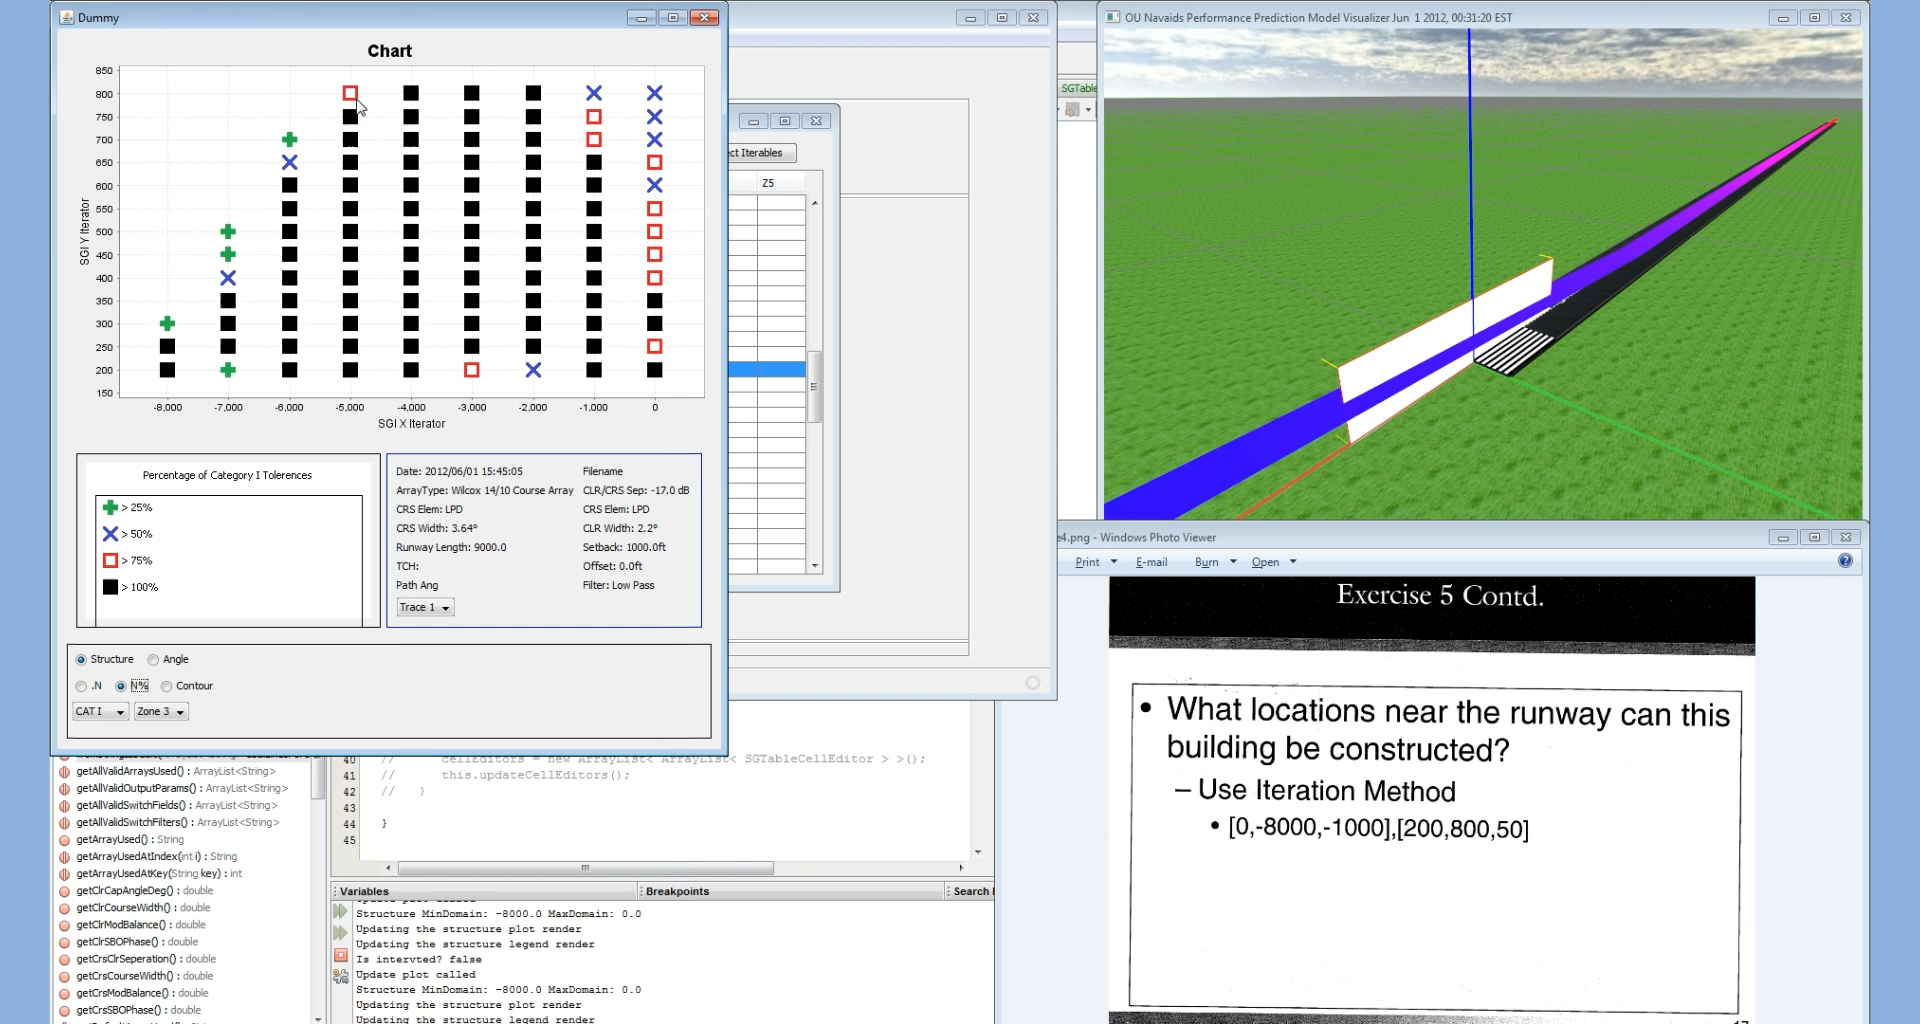 Dummy
Chart
850
800
750
700
650
600
550
500
450
400
350
300
250
200
150
SGI Y Iterator
-8,000 -7,000 -6,000 -5,000 -4,000 -3,000 -2,000 -1,000 0
SGI X Iterator
Percentage of Category I Tolerences
> 25%
> 50%
> 75%
> 100%
Date: 2012/06/01 15:45:05 Filename
ArrayType: Wilcox 14/10 Course Array CLR/CRS Sep: -17.0 dB
CRS Elem: LPD CRS Elem: LPD
CRS Width: 3.64° CLR Width: 2.2°
Runway Length: 9000.0 Setback: 1000.0ft
TCH: Offset: 0.0ft
Path Ang Filter: Low Pass
Trace 1
Structure Angle
.N N% Contour
CAT I Zone 3
ct Iterables
Z5
SGTable
OU Navaids Performance Prediction Model Visualizer Jun 1 2012, 00:31:20 EST
e4.png - Windows Photo Viewer
Print E-mail Burn Open
Exercise 5 Contd.
• What locations near the runway can this
building be constructed?
– Use Iteration Method
• [0,-8000,-1000],[200,800,50]
getAllValidArraysUsed() : ArrayList<String>
getAllValidOutputParams() : ArrayList<String>
getAllValidSwitchFields() : ArrayList<String>
getAllValidSwitchFilters() : ArrayList<String>
getArrayUsed() : String
getArrayUsedAtIndex(int i) : String
getArrayUsedAtKey(String key) : int
getClrCapAngleDeg() : double
getClrCourseWidth() : double
getClrModBalance() : double
getClrSBOPhase() : double
getCrsClrSeperation() : double
getCrsCourseWidth() : double
getCrsModBalance() : double
getCrsSBOPhase() : double
40 // cellEditors = new ArrayList< ArrayList< SGTableCellEditor > >();
41 // this.updateCellEditors();
42 // }
43
44 }
45
Variables Breakpoints Search
Structure MinDomain: -8000.0 MaxDomain: 0.0
Updating the structure plot render
Updating the structure legend render
Is intervted? false
Update plot called
Structure MinDomain: -8000.0 MaxDomain: 0.0
Updating the structure plot render
Updating the structure legend render